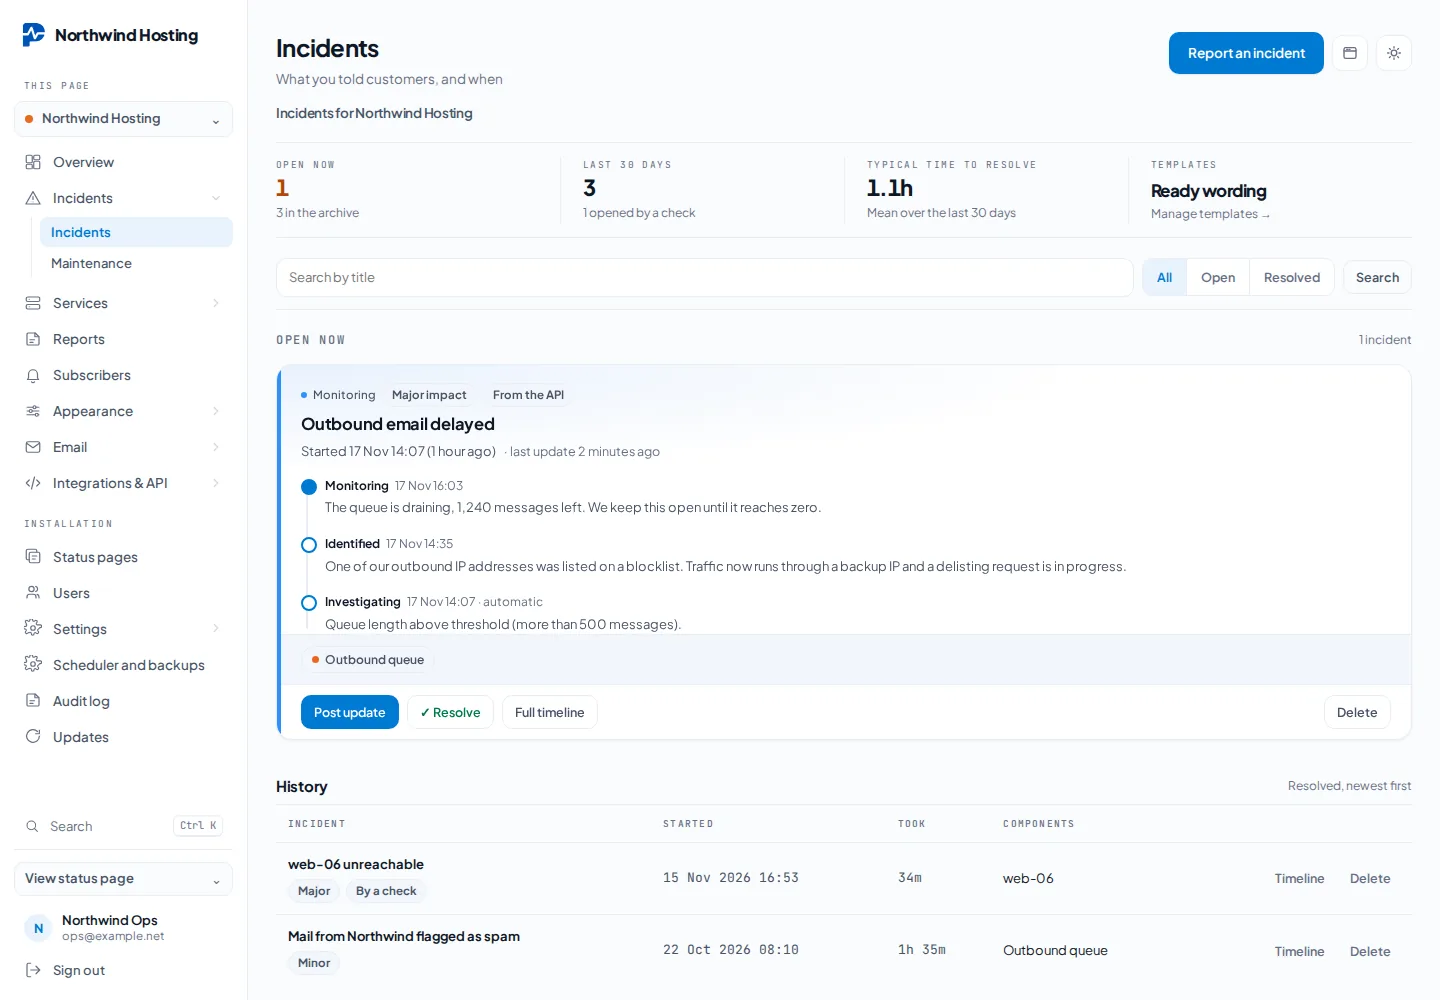 Northwind Hosting
THIS PAGE
Northwind Hosting
Overview
Incidents
Incidents
Maintenance
Services
Reports
Subscribers
Appearance
Email
Integrations & API
INSTALLATION
Status pages
Users
Settings
Scheduler and backups
Audit log
Updates
Search Ctrl K
View status page
N Northwind Ops
ops@example.net
Sign out
Incidents
What you told customers, and when
Incidents for Northwind Hosting
Report an incident
OPEN NOW
1
3 in the archive
LAST 30 DAYS
3
1 opened by a check
TYPICAL TIME TO RESOLVE
1.1h
Mean over the last 30 days
TEMPLATES
Ready wording
Manage templates →
Search by title All Open Resolved Search
OPEN NOW 1 incident
Monitoring Major impact From the API
Outbound email delayed
Started 17 Nov 14:07 (1 hour ago) · last update 2 minutes ago
Monitoring 17 Nov 16:03
The queue is draining, 1,240 messages left. We keep this open until it reaches zero.
Identified 17 Nov 14:35
One of our outbound IP addresses was listed on a blocklist. Traffic now runs through a backup IP and a delisting request is in progress.
Investigating 17 Nov 14:07 · automatic
Queue length above threshold (more than 500 messages).
Outbound queue
Post update ✓ Resolve Full timeline Delete
History Resolved, newest first
INCIDENT STARTED TOOK COMPONENTS
web-06 unreachable
Major By a check
15 Nov 2026 16:53 34m web-06 Timeline Delete
Mail from Northwind flagged as spam
Minor
22 Oct 2026 08:10 1h 35m Outbound queue Timeline Delete